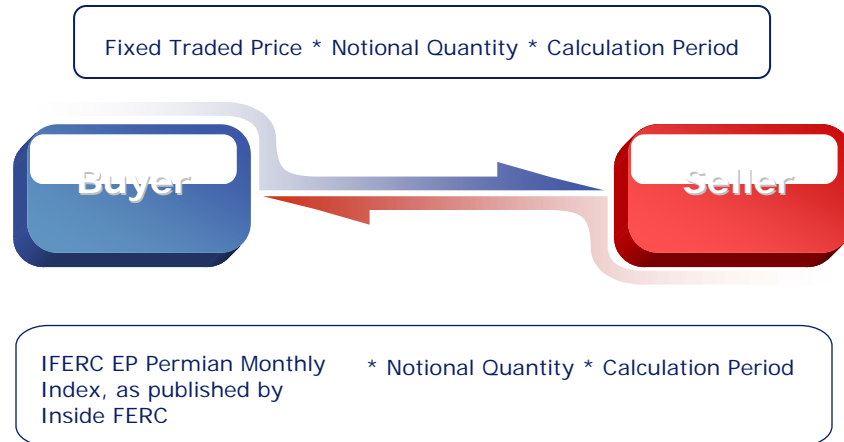 Fixed Traded Price * Notional Quantity * Calculation Period
Buyer
Seller
IFERC EP Permian Monthly
Index, as published by
Inside FERC
* Notional Quantity * Calculation Period